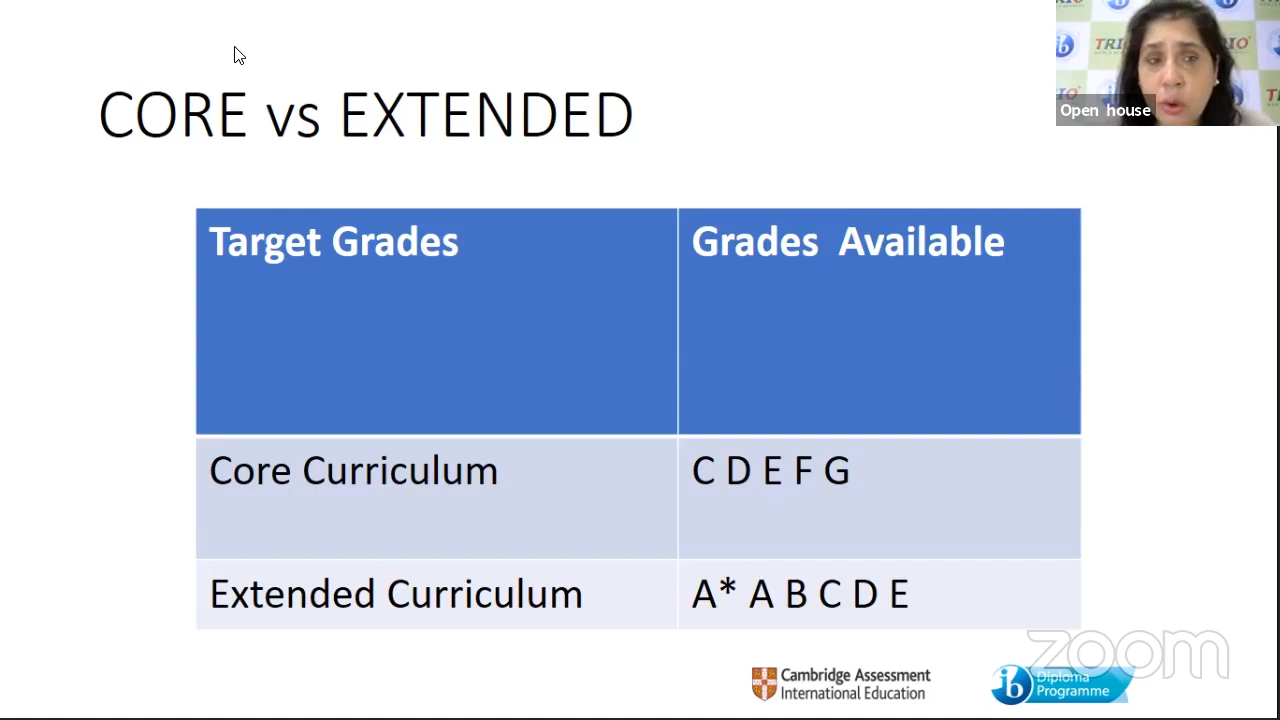 CORE vs EXTENDED
Open house
Target Grades
Grades Available
Core Curriculum
C D E F G
Extended Curriculum
A* A B C D E
zoom
Cambridge Assessment
International Education
ib
Diploma
Programme